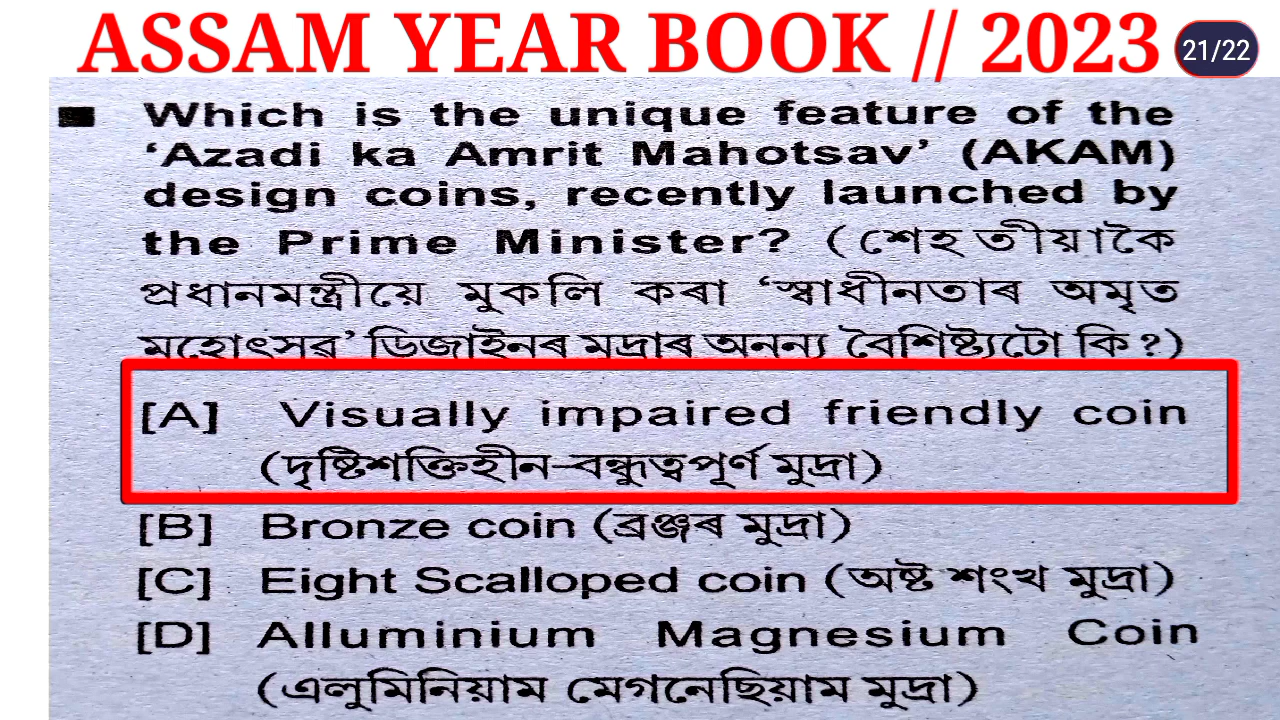 ASSAM YEAR BOOK // 2023 21/22
■ Which is the unique feature of the
‘Azadi ka Amrit Mahotsav’ (AKAM)
design coins, recently launched by
the Prime Minister? (শেহতীয়াকৈ
প্ৰধানমন্ত্ৰীয়ে মুকলি কৰা ‘স্বাধীনতাৰ অমৃত
মহোৎসৱ’ ডিজাইনৰ মুদ্ৰাৰ অনন্য বৈশিষ্ট্যটো কি?)
[A] Visually impaired friendly coin
(দৃষ্টিশক্তিহীন-বন্ধুত্বপূৰ্ণ মুদ্ৰা)
[B] Bronze coin (ব্ৰঞ্জৰ মুদ্ৰা)
[C] Eight Scalloped coin (অষ্ট শংখ মুদ্ৰা)
[D] Alluminium Magnesium Coin
(এলুমিনিয়াম মেগনেছিয়াম মুদ্ৰা)